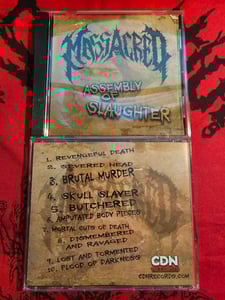 MASSACRED
ASSEMBLY
OF
SLAUGHTER
1. REVENGEFUL DEATH
2. SEVERED HEAD
3. BRUTAL MURDER
4. SKULL SLAYER
5. BUTCHERED
6. AMPUTATED BODY PIECES
7. MORTAL CUTS OF DEATH
8. DISMEMBERED
AND RAVAGED
9. LOST AND TORMENTED
10. FLOOD OF DARKNESS
CDN
CDNRECORDS.COM